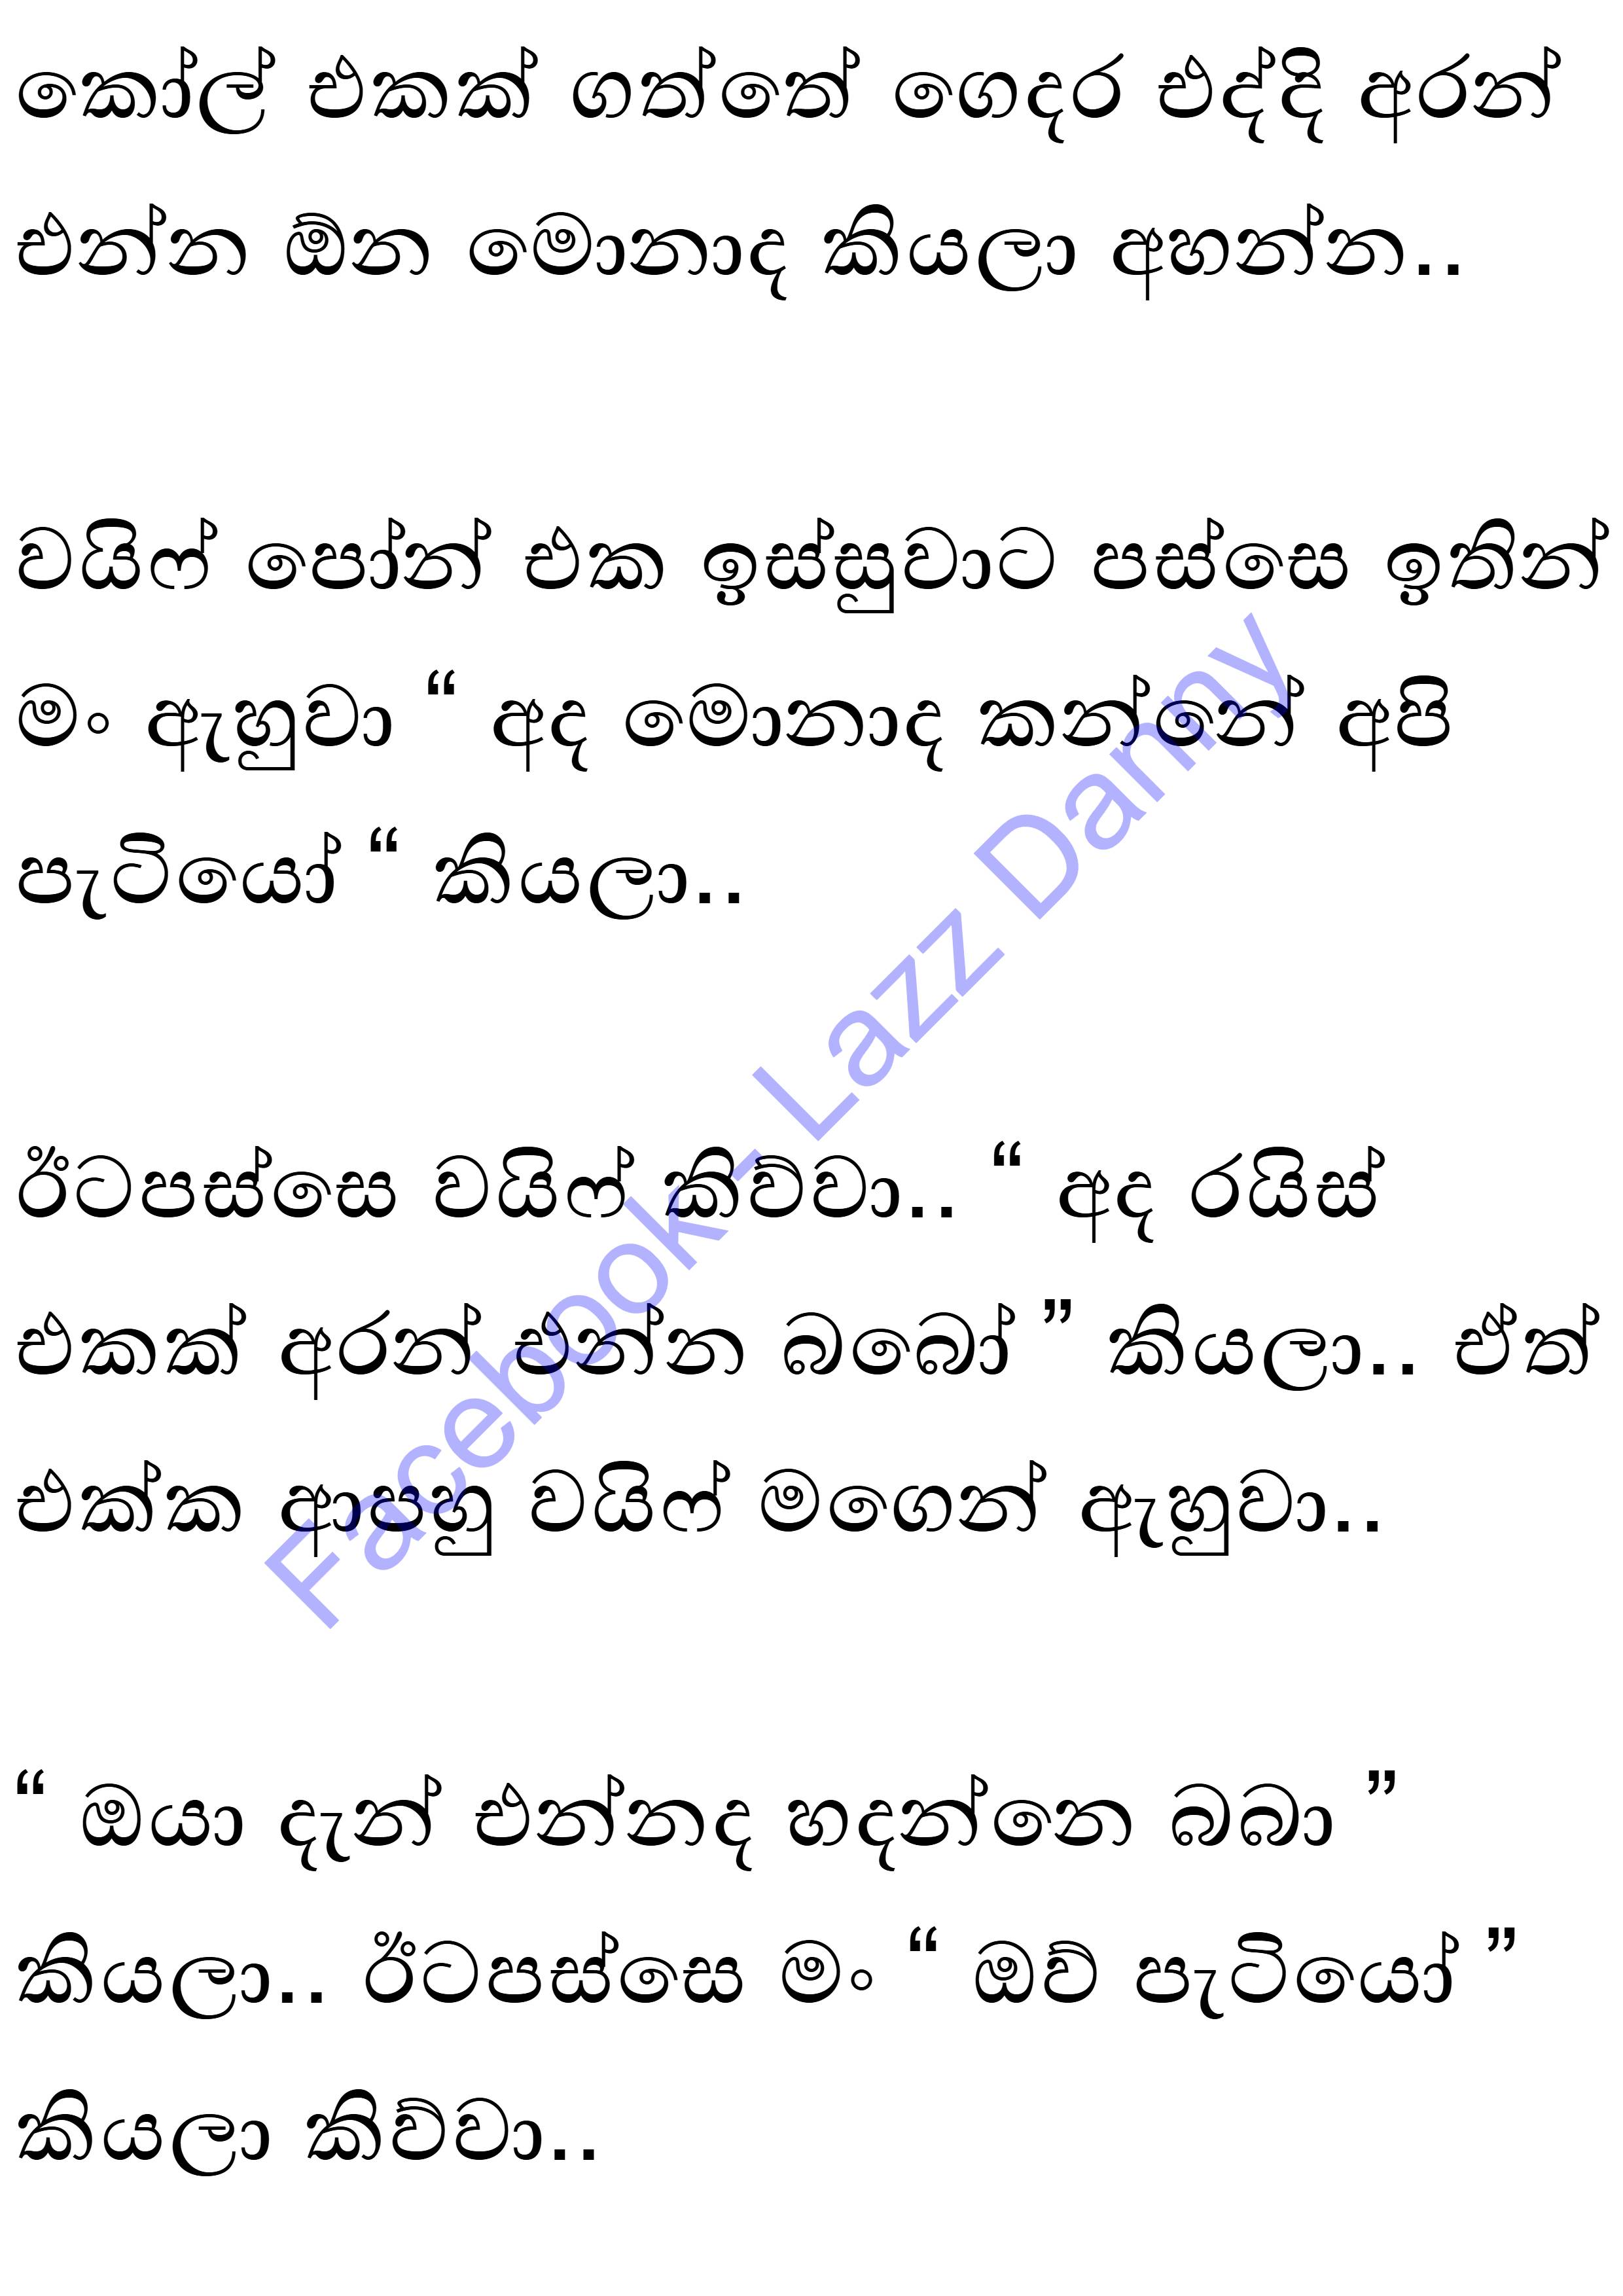 කෝල් එකක් ගත්තේ ගෙදර එද්දි අරන්
එන්න ඕන මොනාද කියලා අහන්න..
වයිෆ් පෝන් එක ඉස්සුවාට පස්සෙ ඉතින්
මං ඇහුවා “ අද මොනාද කන්නේ අපි
පැටියෝ “ කියලා..
ඊටපස්සෙ වයිෆ් කිව්වා.. “ අද රයිස්
එකක් අරන් එන්න බබෝ ” කියලා.. ඒත්
එක්ක ආපහු වයිෆ් මගෙන් ඇහුවා..
“ ඔයා දැන් එන්නද හදන්නෙ බබා ”
කියලා.. ඊටපස්සෙ මං “ ඔව් පැටියෝ ”
කියලා කිව්වා..
Facebook- Lazz Danny